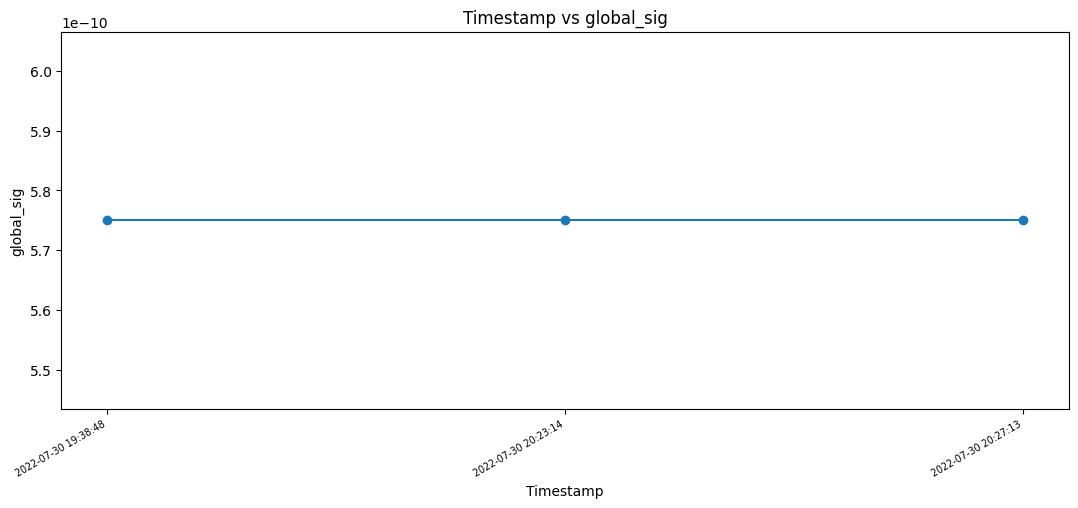 Timestamp vs global_sig
1e−10
6.0
5.9
5.8
5.7
5.6
5.5
global_sig
2022-07-30 19:38:48
2022-07-30 20:23:14
2022-07-30 20:27:13
Timestamp